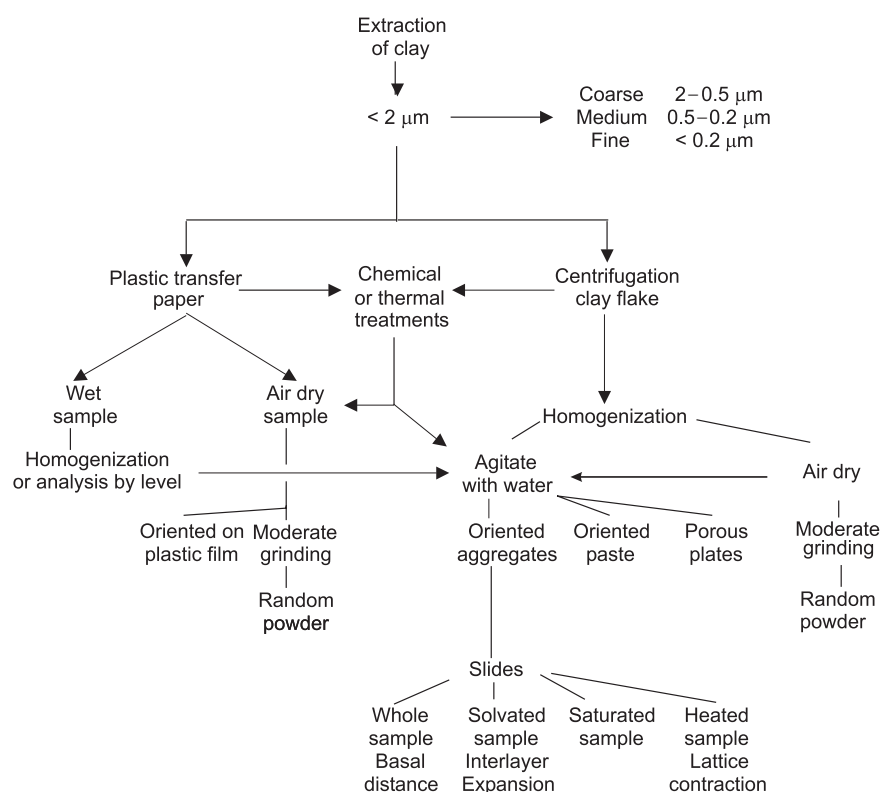 Extraction
of clay
< 2 μm
Coarse 2–0.5 μm
Medium 0.5–0.2 μm
Fine < 0.2 μm
Plastic transfer
paper
Chemical
or thermal
treatments
Centrifugation
clay flake
Wet
sample
Air dry
sample
Homogenization
Homogenization
or analysis by level
Agitate
with water
Air dry
Oriented on
plastic film
Moderate
grinding
Oriented
aggregates
Oriented
paste
Porous
plates
Moderate
grinding
Random
powder
Random
powder
Slides
Whole
sample
Basal
distance
Solvated
sample
Interlayer
Expansion
Saturated
sample
Heated
sample
Lattice
contraction